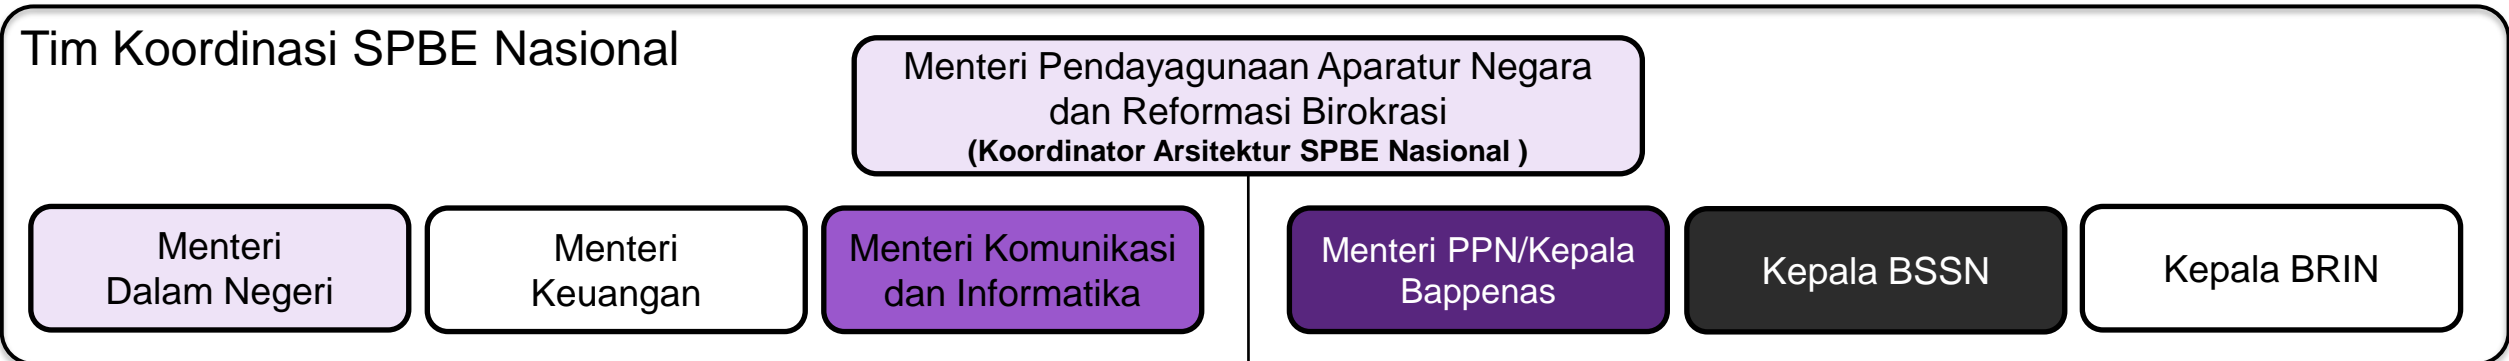 Tim Koordinasi SPBE Nasional
Menteri Pendayagunaan Aparatur Negara
dan Reformasi Birokrasi
(Koordinator Arsitektur SPBE Nasional )
Menteri
Dalam Negeri
Menteri
Keuangan
Menteri Komunikasi
dan Informatika
Menteri PPN/Kepala
Bappenas
Kepala BSSN
Kepala BRIN